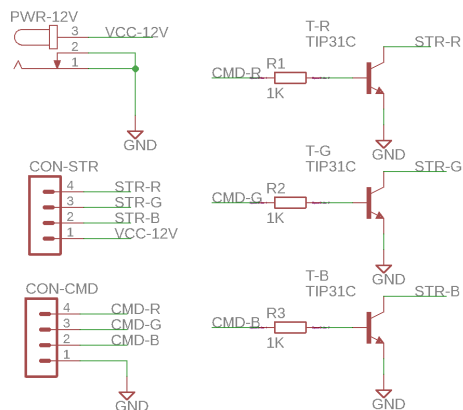 PWR-12V
3 VCC-12V
2
1
GND
CON-STR
4 STR-R
3 STR-G
2 STR-B
1 VCC-12V
CON-CMD
4 CMD-R
3 CMD-G
2 CMD-B
1
GND
T-R
TIP31C
STR-R
CMD-R
R1
1K
GND
T-G
TIP31C
STR-G
CMD-G
R2
1K
GND
T-B
TIP31C
STR-B
CMD-B
R3
1K
GND